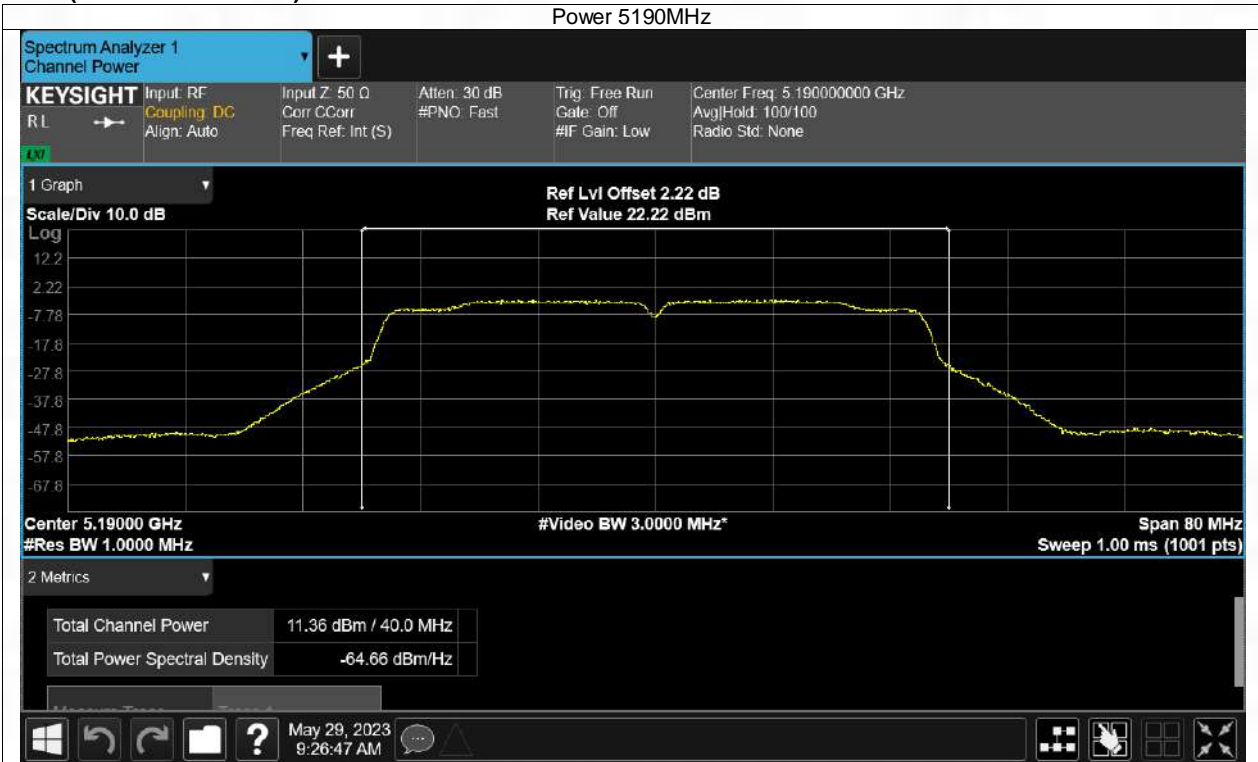 Power 5190MHz
Spectrum Analyzer 1
Channel Power
+
KEYSIGHT
RL
LXI
Input: RF
Coupling: DC
Align: Auto
Input Z: 50 Ω
Corr CCorr
Freq Ref: Int (S)
Atten: 30 dB
#PNO: Fast
Trig: Free Run
Gate: Off
#IF Gain: Low
Center Freq: 5.190000000 GHz
Avg|Hold: 100/100
Radio Std: None
1 Graph
Scale/Div 10.0 dB
Ref Lvl Offset 2.22 dB
Ref Value 22.22 dBm
Log
12.2
2.22
-7.78
-17.8
-27.8
-37.8
-47.8
-57.8
-67.8
Center 5.19000 GHz
#Video BW 3.0000 MHz*
Span 80 MHz
#Res BW 1.0000 MHz
Sweep 1.00 ms (1001 pts)
2 Metrics
Total Channel Power 11.36 dBm / 40.0 MHz
Total Power Spectral Density -64.66 dBm/Hz
?
May 29, 2023
9:26:47 AM